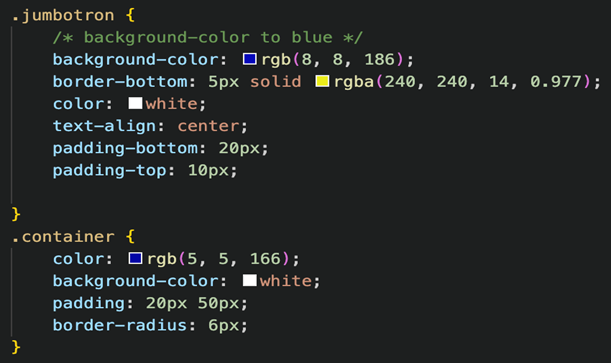 .jumbotron {
    /* background-color to blue */
    background-color: rgb(8, 8, 186);
    border-bottom: 5px solid rgba(240, 240, 14, 0.977);
    color: white;
    text-align: center;
    padding-bottom: 20px;
    padding-top: 10px;

}
.container {
    color: rgb(5, 5, 166);
    background-color: white;
    padding: 20px 50px;
    border-radius: 6px;
}